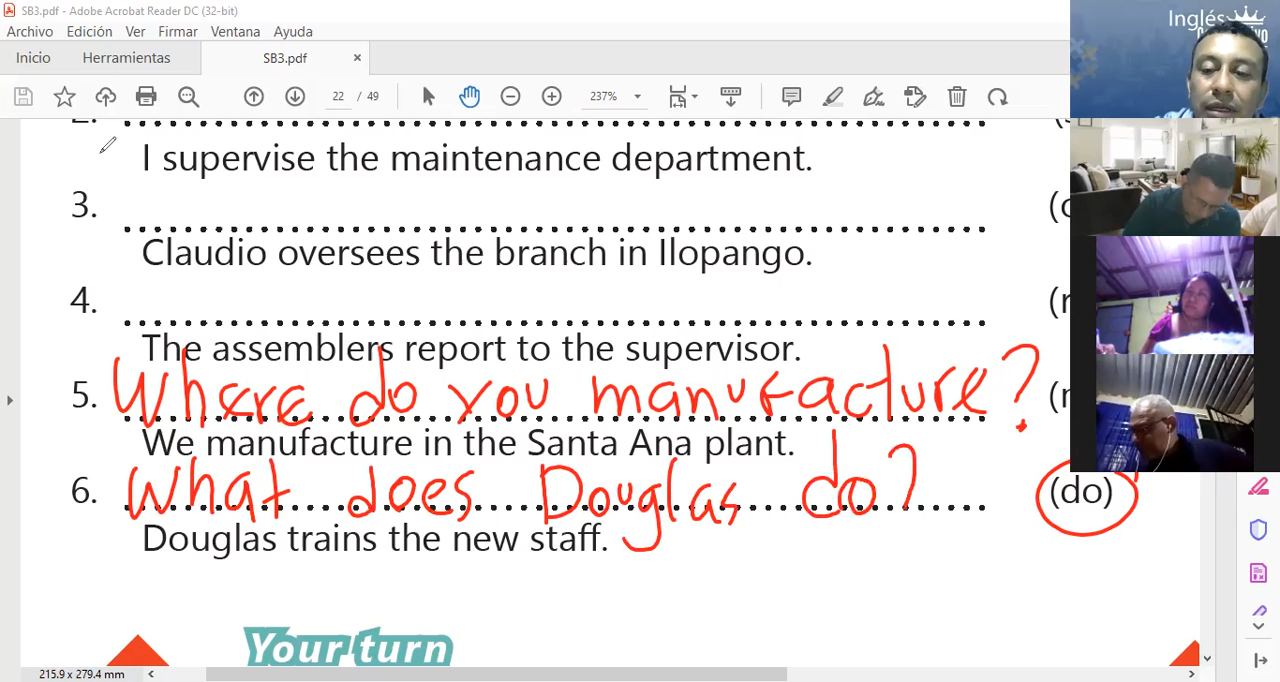 SB3.pdf - Adobe Acrobat Reader DC (32-bit)
Archivo Edición Ver Firmar Ventana Ayuda
Inicio Herramientas SB3.pdf ×
22 / 49 237%
Inglés
2.
I supervise the maintenance department.
3.
Claudio oversees the branch in Ilopango.
4.
The assemblers report to the supervisor.
5. Where do you manufacture?
We manufacture in the Santa Ana plant.
6. What does Douglas do? (do)
Douglas trains the new staff.
Your turn
215.9 x 279.4 mm